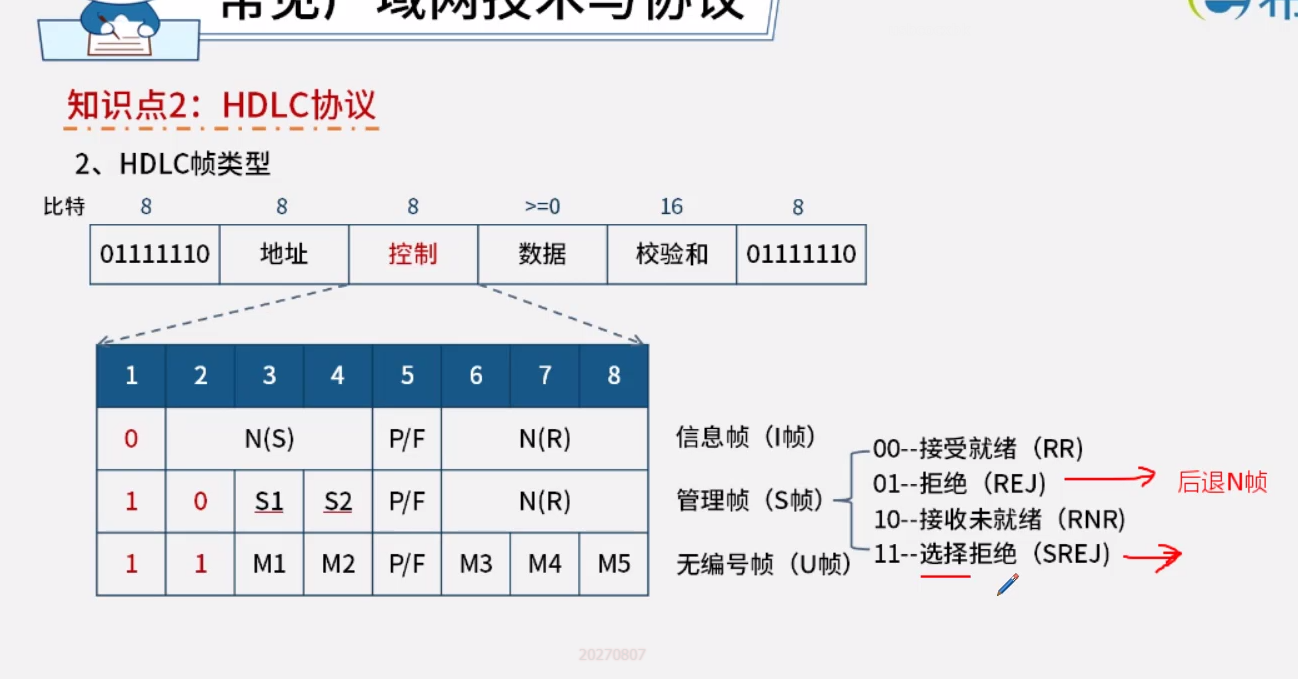 常见广域网技术与协议
知识点2：HDLC协议
2、HDLC帧类型
比特 8 8 8 >=0 16 8
01111110 地址 控制 数据 校验和 01111110
1 2 3 4 5 6 7 8
0 N(S) P/F N(R) 信息帧（I帧）
1 0 S1 S2 P/F N(R) 管理帧（S帧）
1 1 M1 M2 P/F M3 M4 M5 无编号帧（U帧）
00--接受就绪（RR)
01--拒绝（REJ) 后退N帧
10--接收未就绪（RNR)
11--选择拒绝（SREJ)
20270807